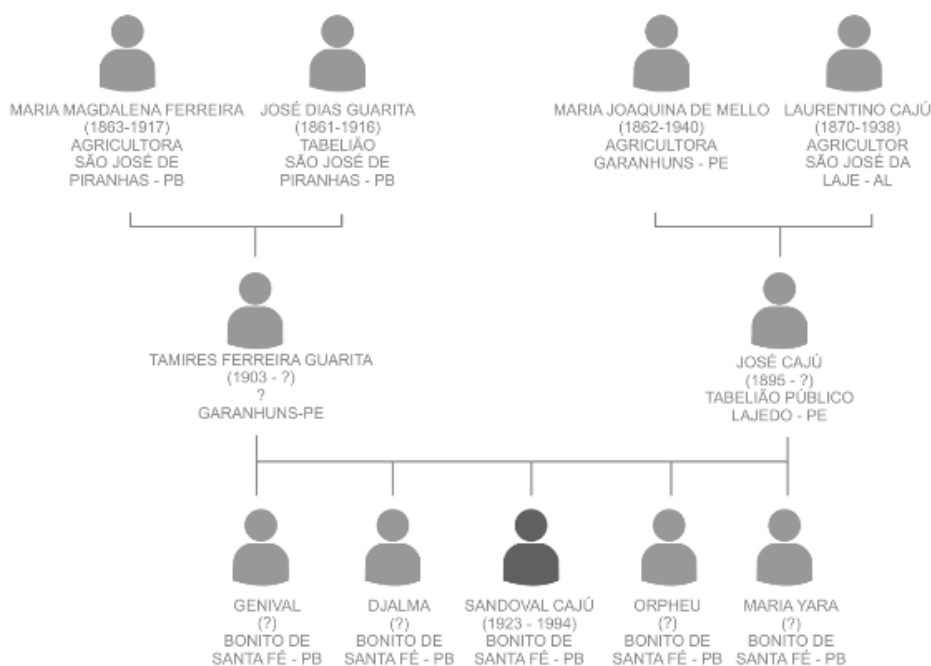 MARIA MAGDALENA FERREIRA
(1863-1917)
AGRICULTORA
SÃO JOSÉ DE
PIRANHAS - PB
JOSÉ DIAS GUARITA
(1861-1916)
TABELIÃO
SÃO JOSÉ DE
PIRANHAS - PB
MARIA JOAQUINA DE MELLO
(1862-1940)
AGRICULTORA
GARANHUNS - PE
LAURENTINO CAJÚ
(1870-1938)
AGRICULTOR
SÃO JOSÉ DA
LAJE - AL
TAMIRES FERREIRA GUARITA
(1903 - ?)
?
GARANHUNS-PE
JOSÉ CAJÚ
(1895 - ?)
TABELIÃO PÚBLICO
LAJEDO - PE
GENIVAL
(?)
BONITO DE
SANTA FÉ - PB
DJALMA
(?)
BONITO DE
SANTA FÉ - PB
SANDOVAL CAJÚ
(1923 - 1994)
BONITO DE
SANTA FÉ - PB
ORPHEU
(?)
BONITO DE
SANTA FÉ - PB
MARIA YARA
(?)
BONITO DE
SANTA FÉ - PB